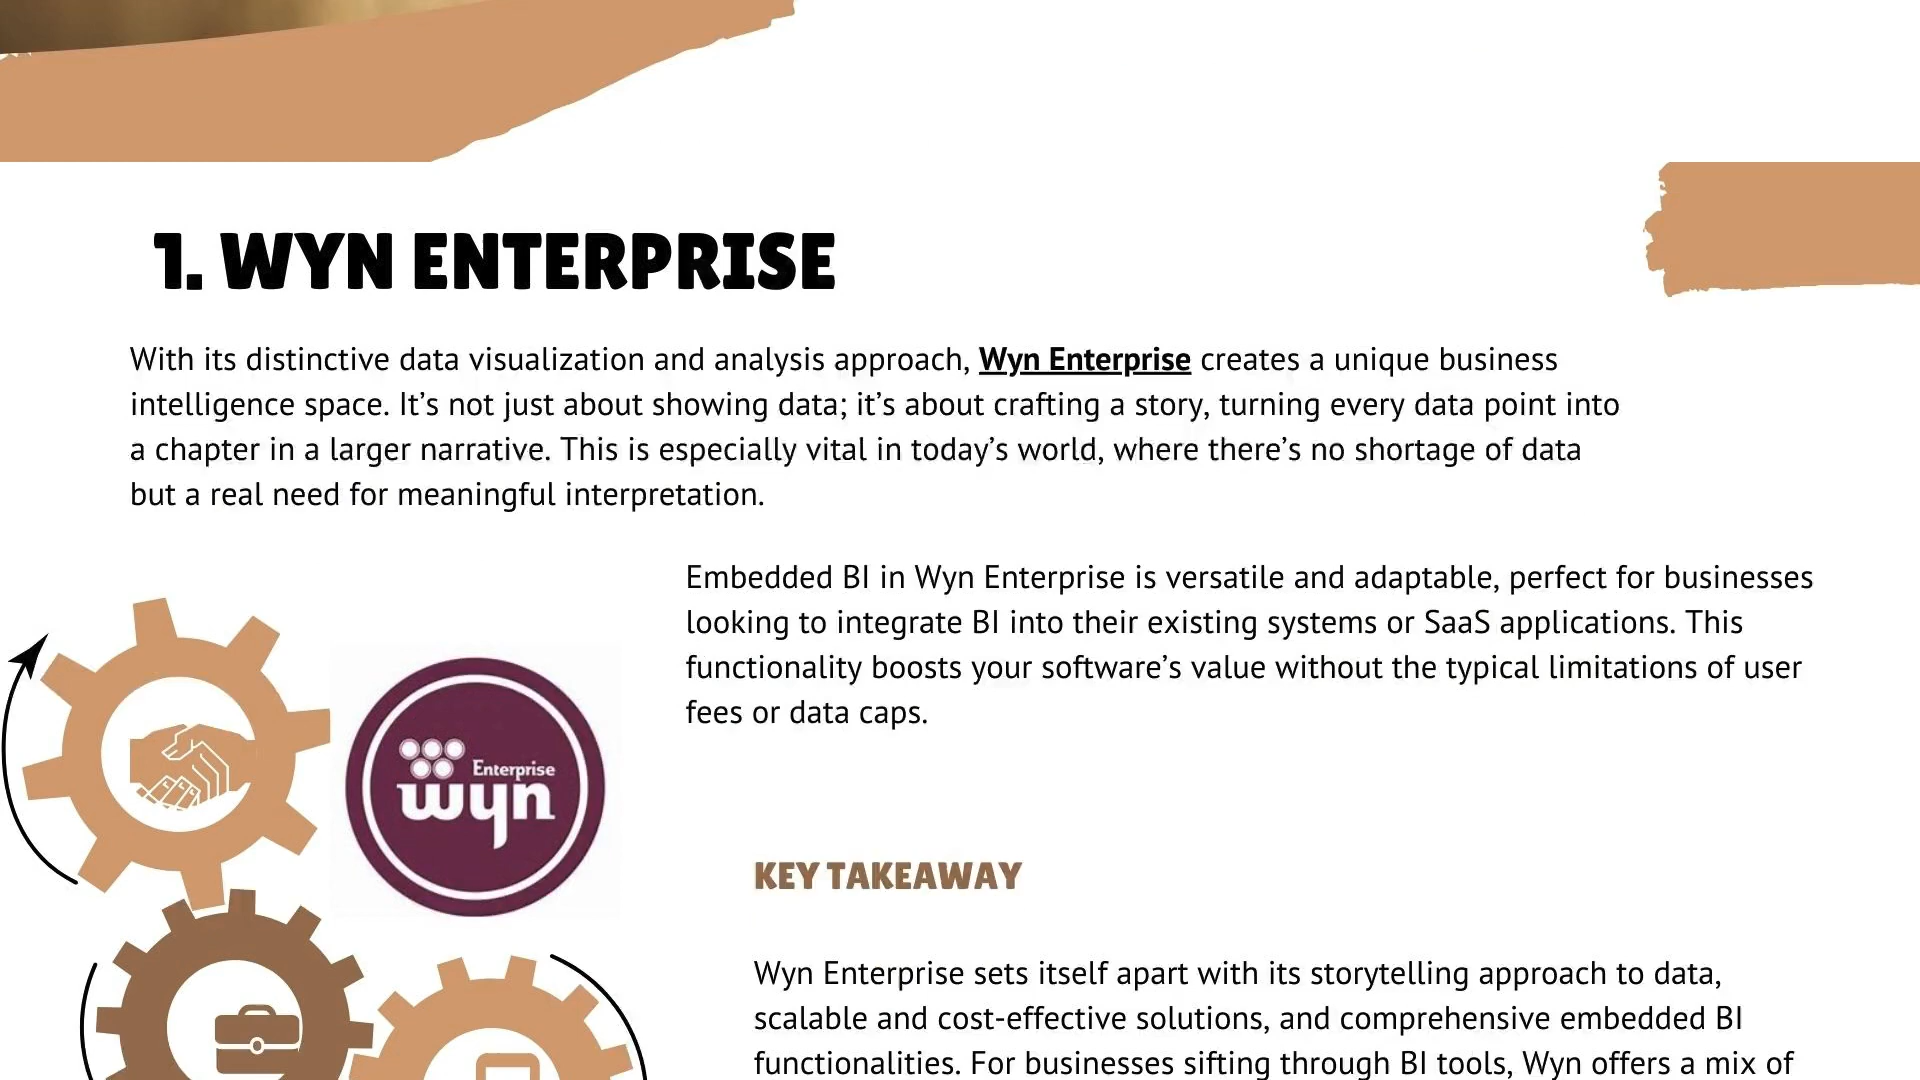 1. WYN ENTERPRISE
With its distinctive data visualization and analysis approach, Wyn Enterprise creates a unique business
intelligence space. It’s not just about showing data; it’s about crafting a story, turning every data point into
a chapter in a larger narrative. This is especially vital in today’s world, where there’s no shortage of data
but a real need for meaningful interpretation.
Embedded BI in Wyn Enterprise is versatile and adaptable, perfect for businesses
looking to integrate BI into their existing systems or SaaS applications. This
functionality boosts your software’s value without the typical limitations of user
fees or data caps.
Enterprise
wyn
KEY TAKEAWAY
Wyn Enterprise sets itself apart with its storytelling approach to data,
scalable and cost-effective solutions, and comprehensive embedded BI
functionalities. For businesses sifting through BI tools, Wyn offers a mix of